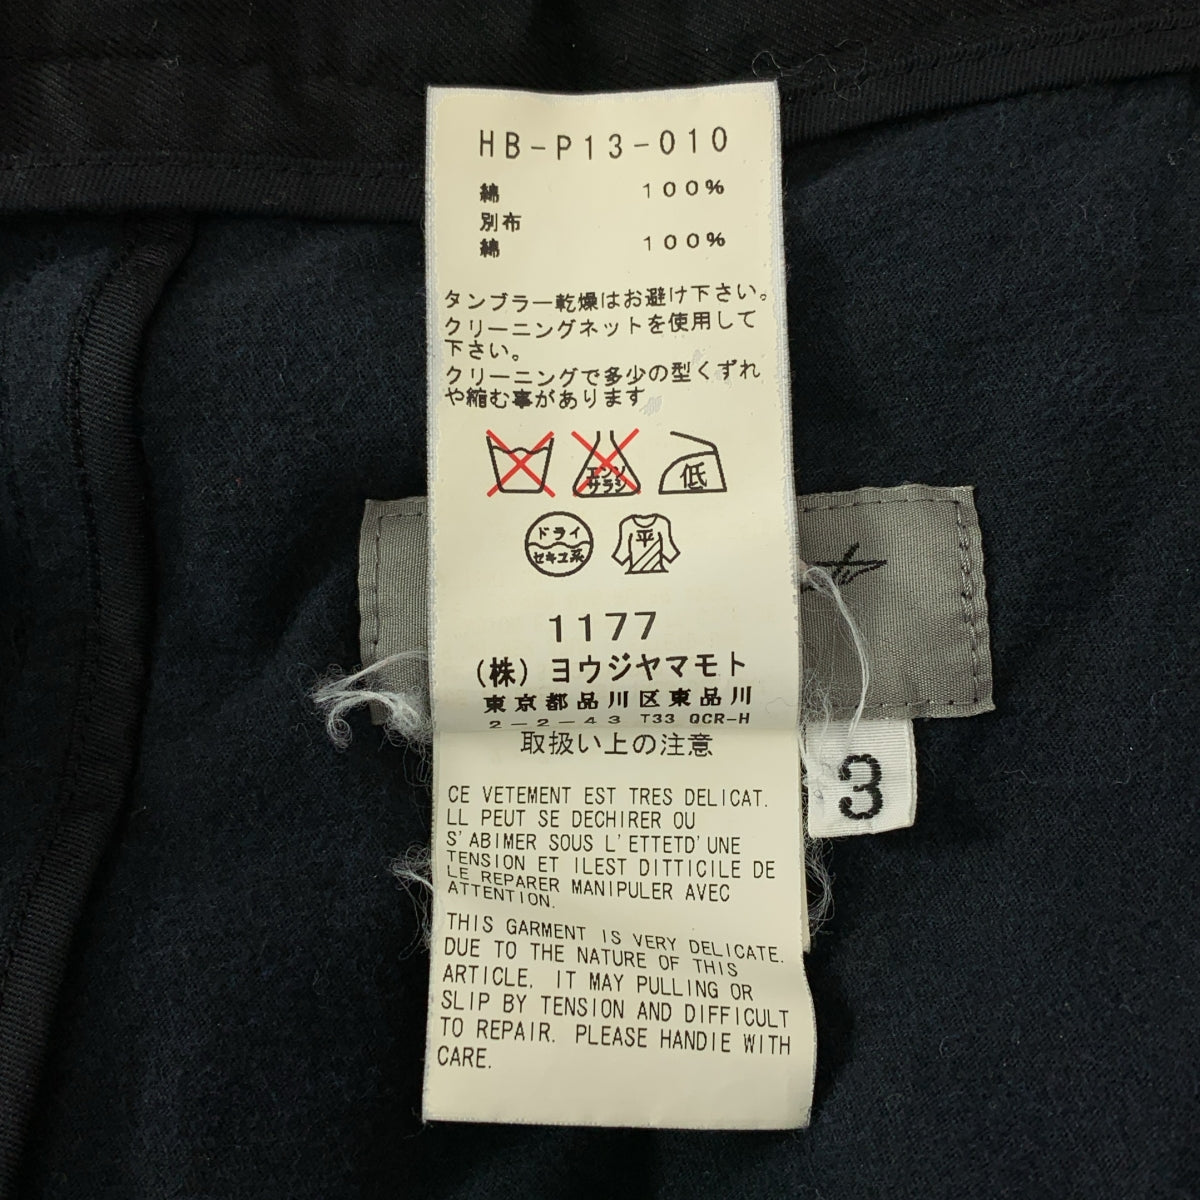 HB-P13-010
綿 100%
別布
綿 100%
タンブラー乾燥はお避け下さい。
クリーニングネットを使用して
下さい。
クリーニングで多少の型くずれ
や縮む事があります
エンソ
サラシ
低
ドライ
セキユ系
平
1177
(株) ヨウジヤマモト
東京都品川区東品川
2-2-43 T33 QCR-H
取扱い上の注意
3
CE VETEMENT EST TRES DELICAT.
LL PEUT SE DECHIRER OU
S'ABIMER SOUS L'ETTETD'UNE
TENSION ET ILEST DITTICILE DE
LE REPARER MANIPULER AVEC
ATTENTION.
THIS GARMENT IS VERY DELICATE.
DUE TO THE NATURE OF THIS
ARTICLE, IT MAY PULLING OR
SLIP BY TENSION AND DIFFICULT
TO REPAIR. PLEASE HANDIE WITH
CARE.